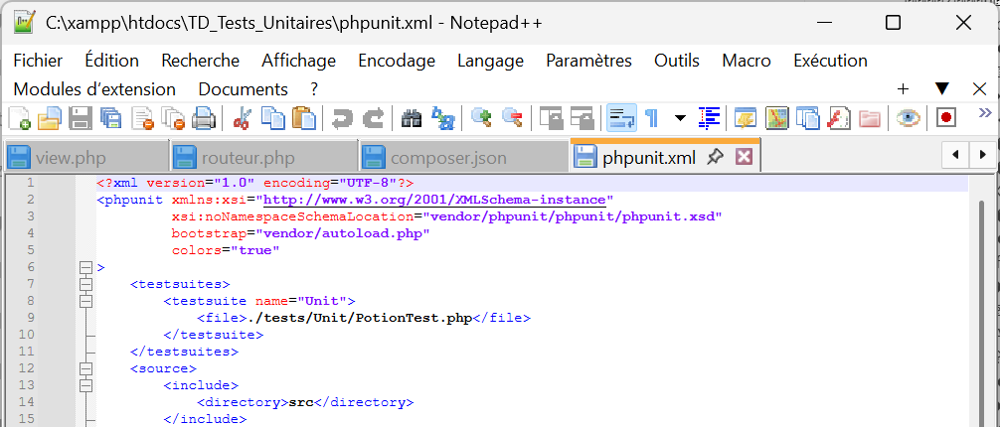 C:\xampp\htdocs\TD_Tests_Unitaires\phpunit.xml - Notepad++
Fichier Édition Recherche Affichage Encodage Langage Paramètres Outils Macro Exécution
Modules d'extension Documents ?
view.php routeur.php composer.json phpunit.xml
1 <?xml version="1.0" encoding="UTF-8"?>
2 <phpunit xmlns:xsi="http://www.w3.org/2001/XMLSchema-instance"
3 xsi:noNamespaceSchemaLocation="vendor/phpunit/phpunit/phpunit.xsd"
4 bootstrap="vendor/autoload.php"
5 colors="true"
6 >
7 <testsuites>
8 <testsuite name="Unit">
9 <file>./tests/Unit/PotionTest.php</file>
10 </testsuite>
11 </testsuites>
12 <source>
13 <include>
14 <directory>src</directory>
15 </include>